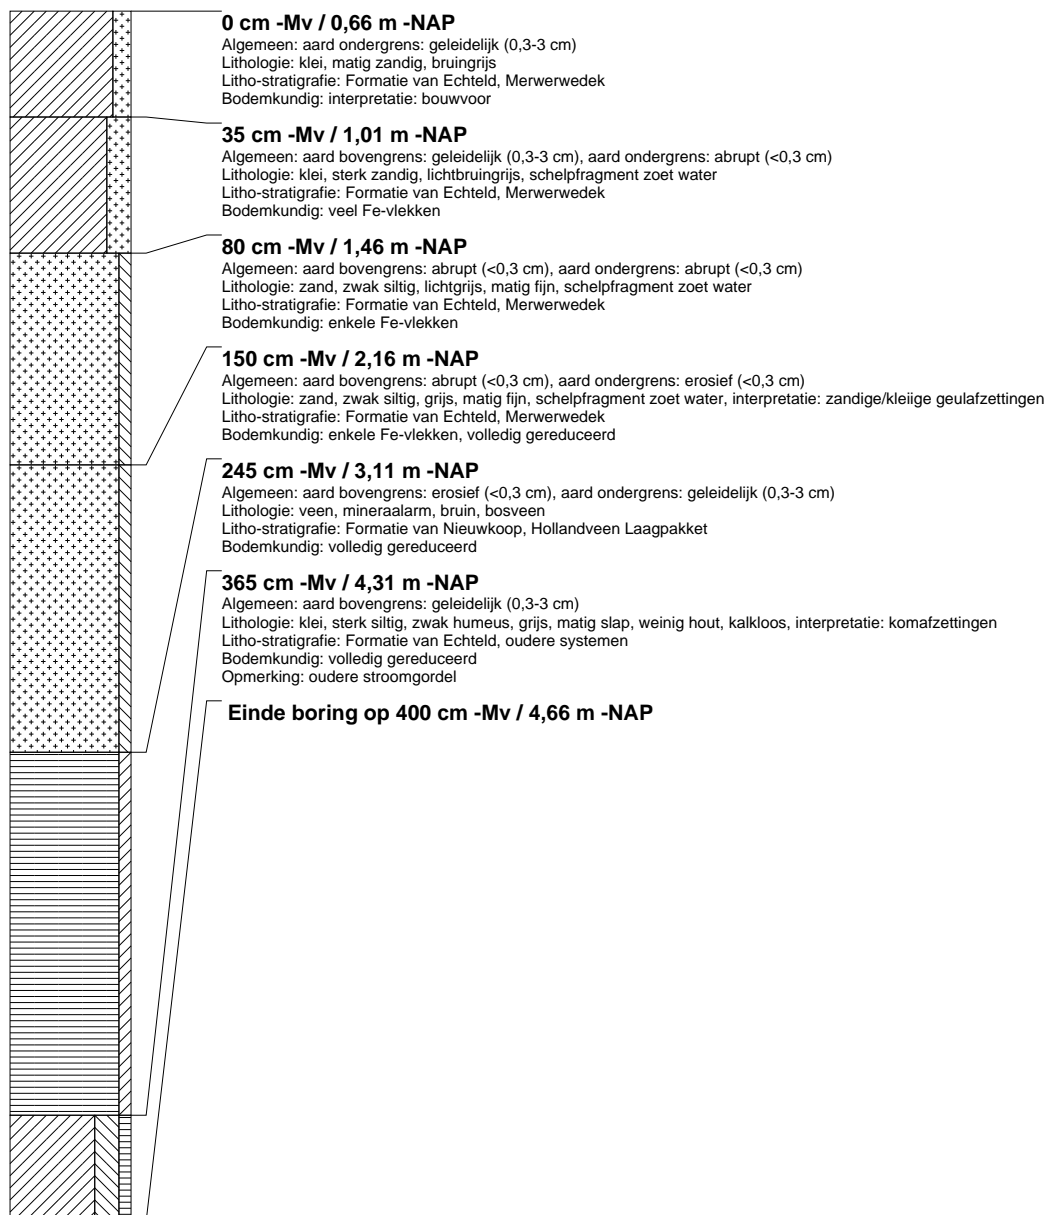 0 cm -Mv / 0,66 m -NAP
Algemeen: aard ondergrens: geleidelijk (0,3-3 cm)
Lithologie: klei, matig zandig, bruingrijs
Litho-stratigrafie: Formatie van Echteld, Merwerwedek
Bodemkundig: interpretatie: bouwvoor
35 cm -Mv / 1,01 m -NAP
Algemeen: aard bovengrens: geleidelijk (0,3-3 cm), aard ondergrens: abrupt (<0,3 cm)
Lithologie: klei, sterk zandig, lichtbruingrijs, schelpfragment zoet water
Litho-stratigrafie: Formatie van Echteld, Merwerwedek
Bodemkundig: veel Fe-vlekken
80 cm -Mv / 1,46 m -NAP
Algemeen: aard bovengrens: abrupt (<0,3 cm), aard ondergrens: abrupt (<0,3 cm)
Lithologie: zand, zwak siltig, lichtgrijs, matig fijn, schelpfragment zoet water
Litho-stratigrafie: Formatie van Echteld, Merwerwedek
Bodemkundig: enkele Fe-vlekken
150 cm -Mv / 2,16 m -NAP
Algemeen: aard bovengrens: abrupt (<0,3 cm), aard ondergrens: erosief (<0,3 cm)
Lithologie: zand, zwak siltig, grijs, matig fijn, schelpfragment zoet water, interpretatie: zandige/kleiige geulafzettingen
Litho-stratigrafie: Formatie van Echteld, Merwerwedek
Bodemkundig: enkele Fe-vlekken, volledig gereduceerd
245 cm -Mv / 3,11 m -NAP
Algemeen: aard bovengrens: erosief (<0,3 cm), aard ondergrens: geleidelijk (0,3-3 cm)
Lithologie: veen, mineraalarm, bruin, bosveen
Litho-stratigrafie: Formatie van Nieuwkoop, Hollandveen Laagpakket
Bodemkundig: volledig gereduceerd
365 cm -Mv / 4,31 m -NAP
Algemeen: aard bovengrens: geleidelijk (0,3-3 cm)
Lithologie: klei, sterk siltig, zwak humeus, grijs, matig slap, weinig hout, kalkloos, interpretatie: komafzettingen
Litho-stratigrafie: Formatie van Echteld, oudere systemen
Bodemkundig: volledig gereduceerd
Opmerking: oudere stroomgordel
Einde boring op 400 cm -Mv / 4,66 m -NAP